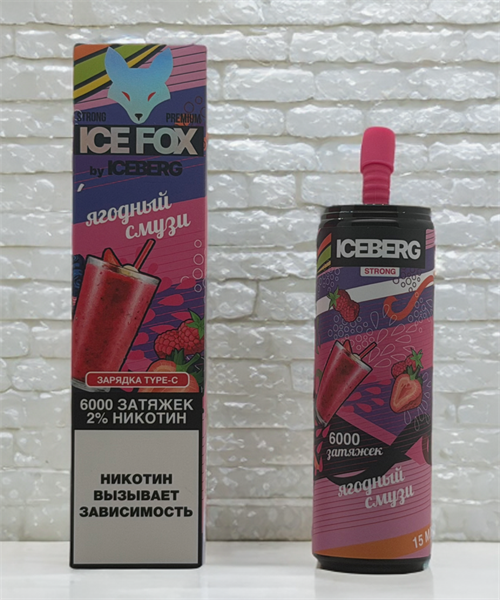 STRONG PREMIUM
ICE FOX
by ICEBERG
ягодный
смузи
ЗАРЯДКА TYPE-C
6000 ЗАТЯЖЕК
2% НИКОТИН
НИКОТИН
ВЫЗЫВАЕТ
ЗАВИСИМОСТЬ
ICEBERG
STRONG
6000
затяжек
ягодный
смузи
15